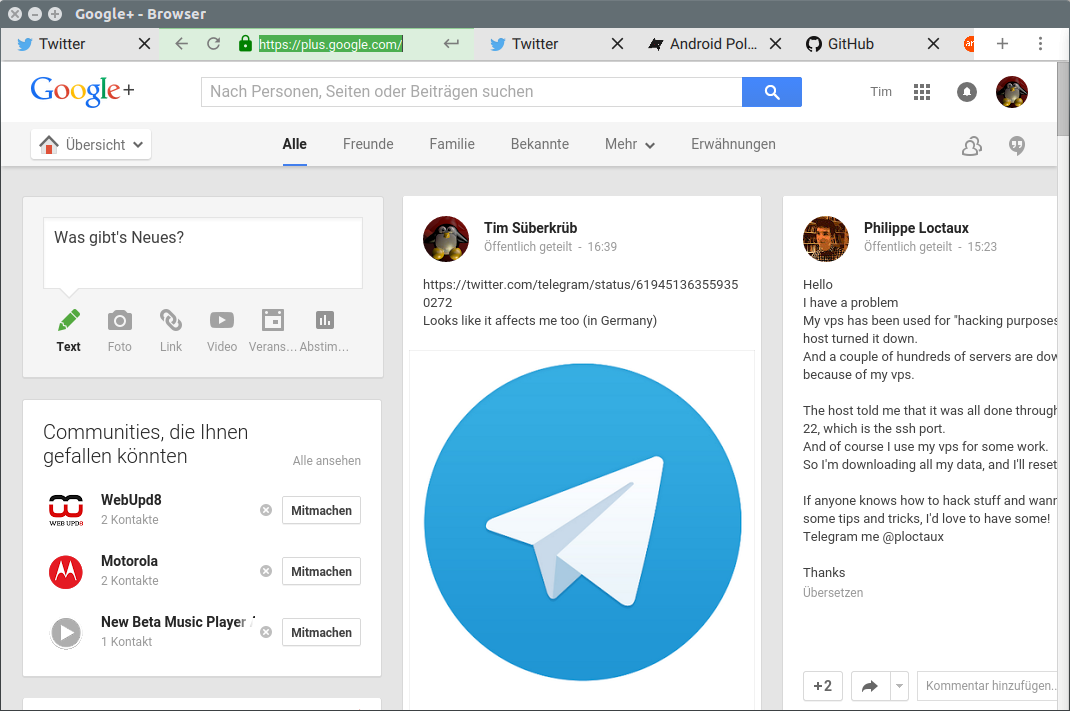 Google+ - Browser
Twitter
https://plus.google.com/
Twitter
Android Pol...
GitHub
Google+
Nach Personen, Seiten oder Beiträgen suchen
Tim
Übersicht
Alle
Freunde
Familie
Bekannte
Mehr
Erwähnungen
Was gibt's Neues?
Text
Foto
Link
Video
Verans...
Abstim...
Communities, die Ihnen
gefallen könnten
Alle ansehen
WEB UPD8
WebUpd8
2 Kontakte
Mitmachen
Motorola
2 Kontakte
Mitmachen
New Beta Music Player
1 Kontakt
Mitmachen
Tim Süberkrüb
Öffentlich geteilt - 16:39
https://twitter.com/telegram/status/61945136355935
0272
Looks like it affects me too (in Germany)
Philippe Loctaux
Öffentlich geteilt - 15:23
Hello
I have a problem
My vps has been used for "hacking purposes
host turned it down.
And a couple of hundreds of servers are dow
because of my vps.
The host told me that it was all done through
22, which is the ssh port.
And of course I use my vps for some work.
So I'm downloading all my data, and I'll reset
If anyone knows how to hack stuff and wann
some tips and tricks, I'd love to have some!
Telegram me @ploctaux
Thanks
Übersetzen
+2
Kommentar hinzufügen...